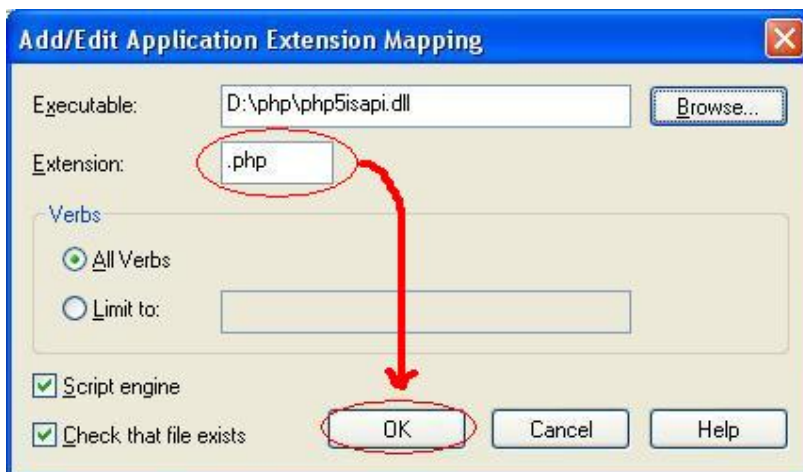 Add/Edit Application Extension Mapping
Executable: D:\php\php5isapi.dll Browse...
Extension: .php
Verbs
All Verbs
Limit to:
Script engine
Check that file exists OK Cancel Help